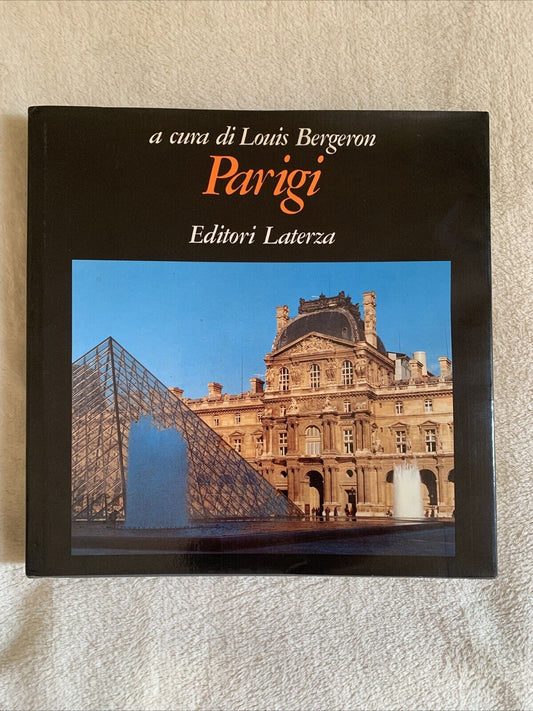 a cura di Louis Bergeron
Parigi
Editori Laterza